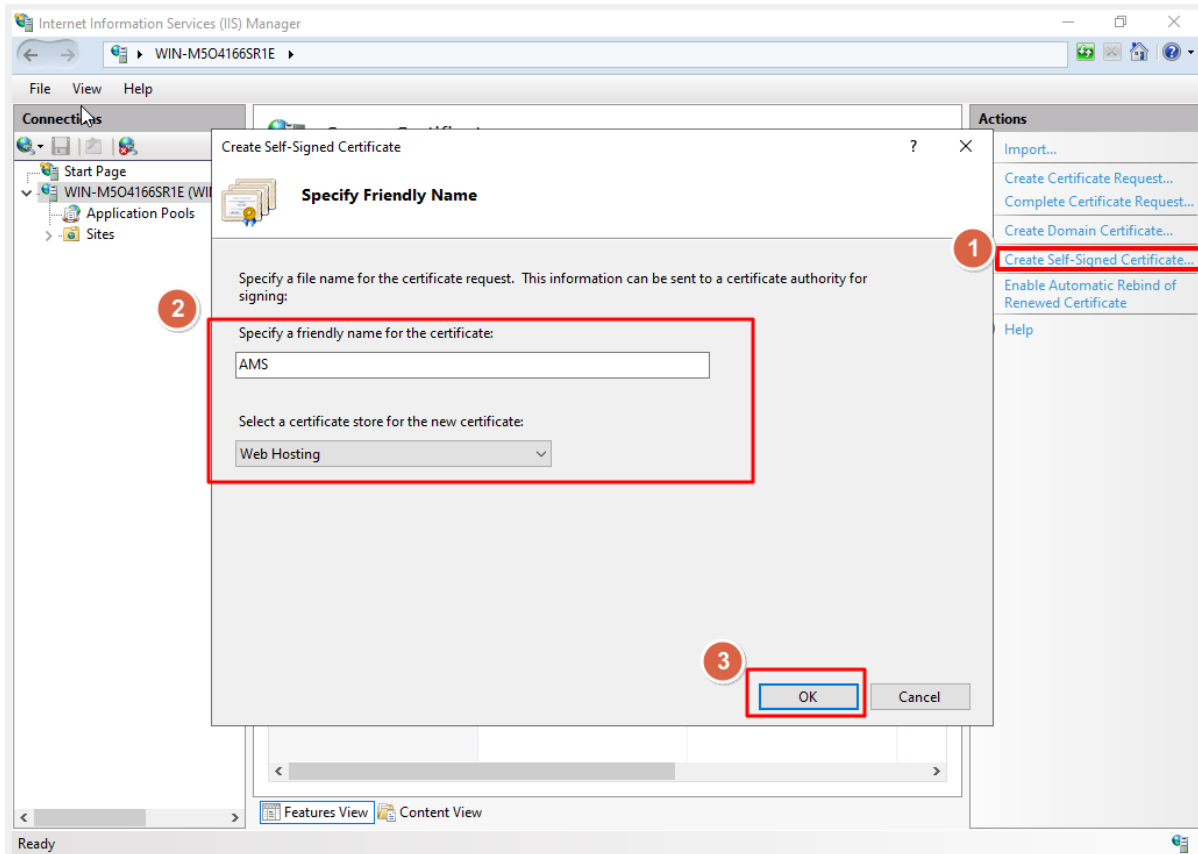 Internet Information Services (IIS) Manager
WIN-M5O4166SR1E
File View Help
Connections
Start Page
WIN-M5O4166SR1E (WI
Application Pools
Sites
Create Self-Signed Certificate
?
Specify Friendly Name
Specify a file name for the certificate request. This information can be sent to a certificate authority for
signing:
2
Specify a friendly name for the certificate:
AMS
Select a certificate store for the new certificate:
Web Hosting
3
OK Cancel
Features View Content View
Actions
Import...
Create Certificate Request...
Complete Certificate Request...
Create Domain Certificate...
1
Create Self-Signed Certificate...
Enable Automatic Rebind of
Renewed Certificate
Help
Ready